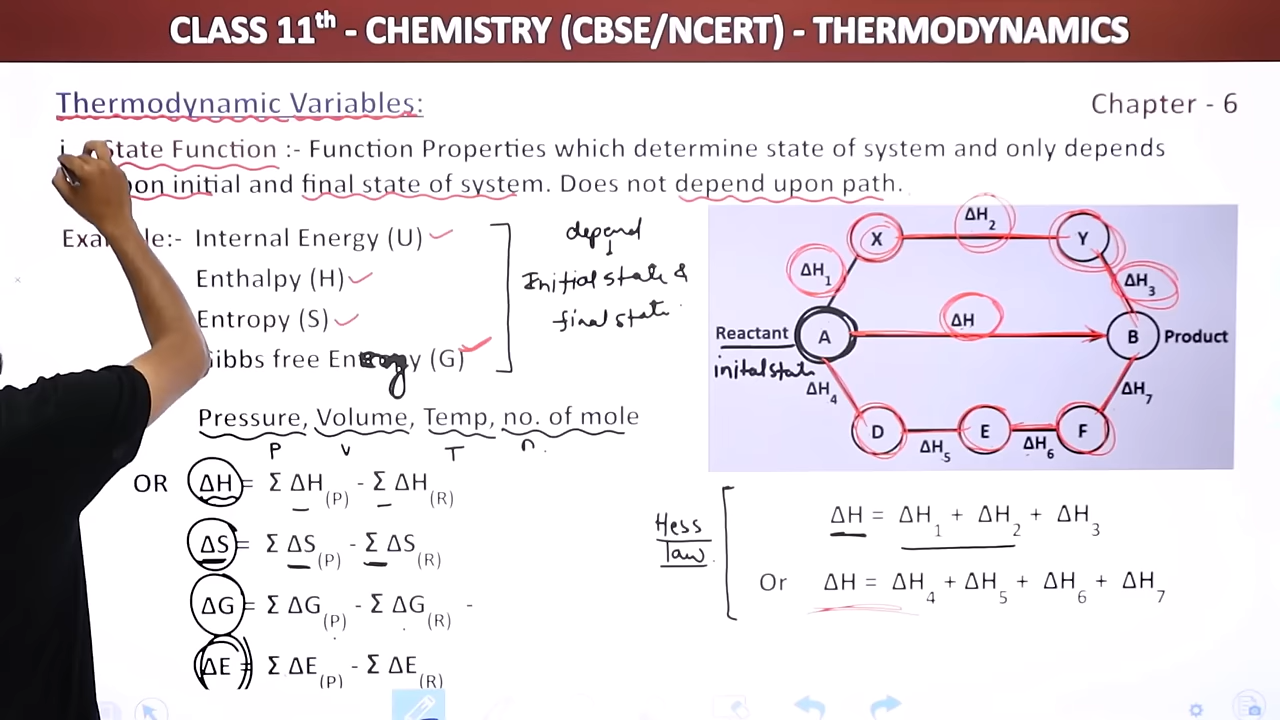 CLASS 11th - CHEMISTRY (CBSE/NCERT) - THERMODYNAMICS
Thermodynamic Variables:
Chapter - 6
State Function :- Function Properties which determine state of system and only depends
initial and final state of system. Does not depend upon path.
Internal Energy (U)
Enthalpy (H)
Entropy (S)
Gibbs free Energy (G)
depend
Initial state &
final state
Pressure, Volume, Temp, no. of mole
P V T n
OR ΔH = Σ ΔH(P) - Σ ΔH(R)
ΔS = Σ ΔS(P) - Σ ΔS(R)
ΔG = Σ ΔG(P) - Σ ΔG(R) -
ΔE = Σ ΔE(P) - Σ ΔE(R)
X ΔH2 Y
ΔH1 ΔH3
Reactant A ΔH B Product
inital state
ΔH4 ΔH7
D ΔH5 E ΔH6 F
Hess
law
ΔH = ΔH1 + ΔH2 + ΔH3
Or ΔH = ΔH4 + ΔH5 + ΔH6 + ΔH7